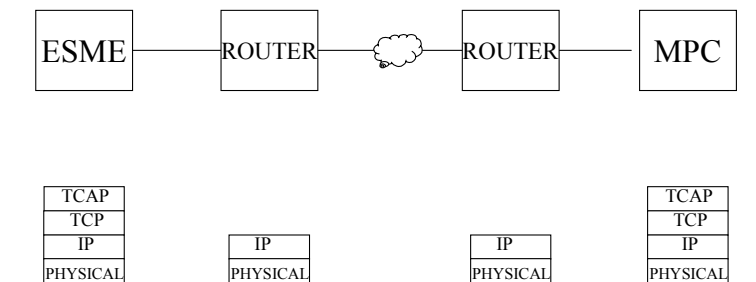 ESME ROUTER ROUTER MPC
TCAP TCAP
TCP TCP
IP IP IP IP
PHYSICAL PHYSICAL PHYSICAL PHYSICAL